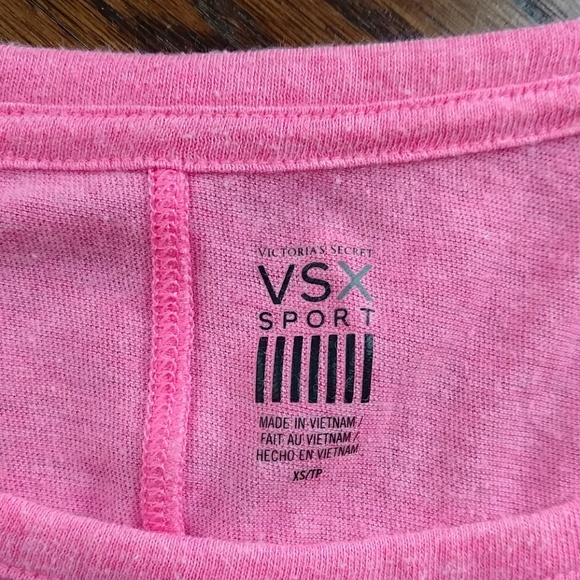 VICTORIA'S SECRET
VSX
SPORT
MADE IN VIETNAM /
FAIT AU VIETNAM /
HECHO EN VIETNAM
XS/TP